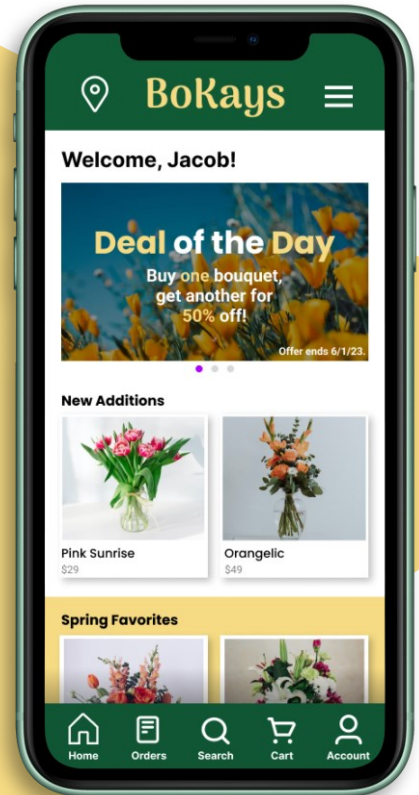 BoKays
Welcome, Jacob!
Deal of the Day
Buy one bouquet,
get another for
50% off!
Offer ends 6/1/23.
New Additions
Pink Sunrise
$29
Orangelic
$49
Spring Favorites
Home
Orders
Search
Cart
Account